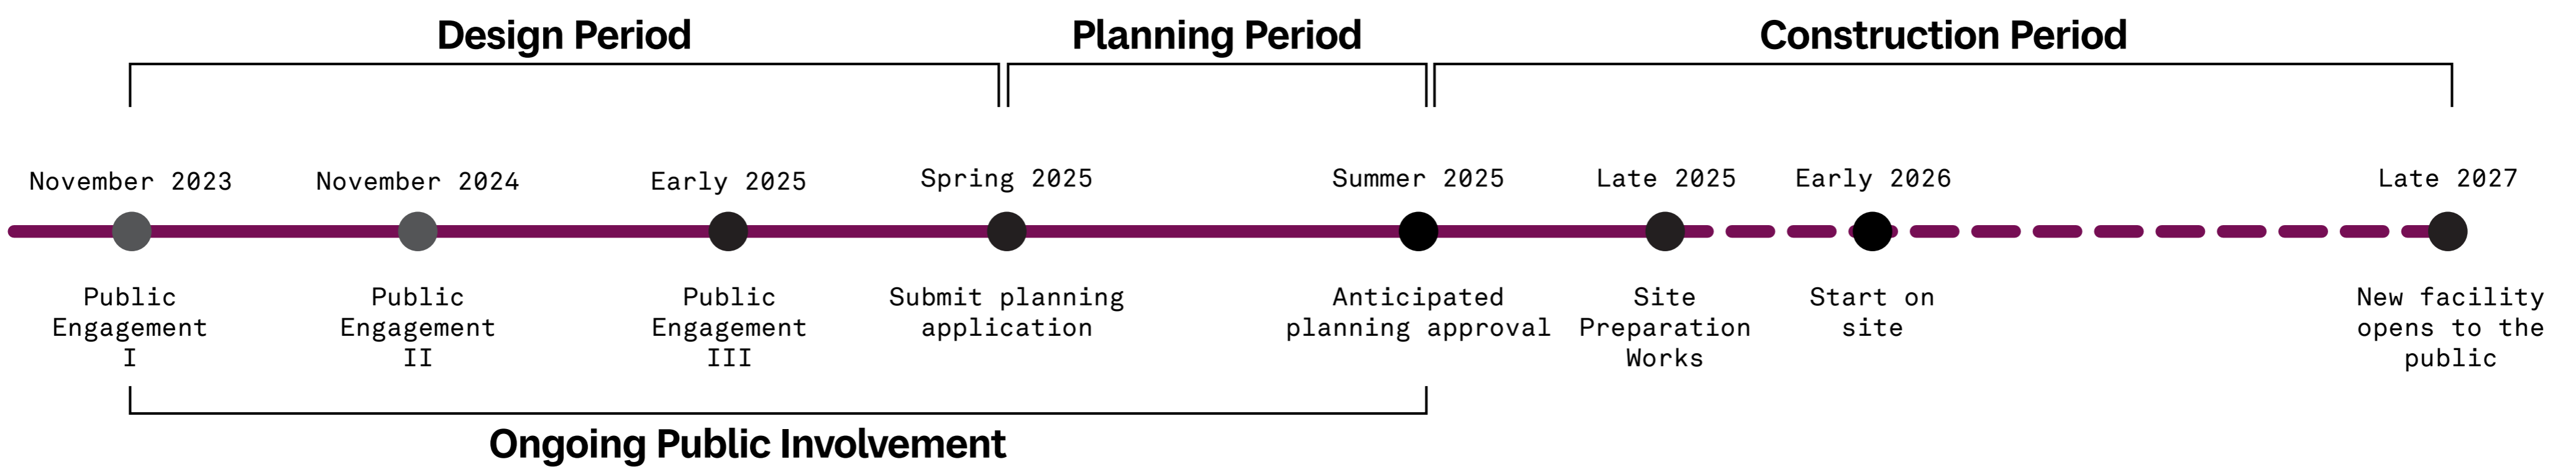 Design Period
Planning Period
Construction Period
November 2023
November 2024
Early 2025
Spring 2025
Summer 2025
Late 2025
Early 2026
Late 2027
Public
Engagement
I
Public
Engagement
II
Public
Engagement
III
Submit planning
application
Anticipated
planning approval
Site
Preparation
Works
Start on
site
New facility
opens to the
public
Ongoing Public Involvement